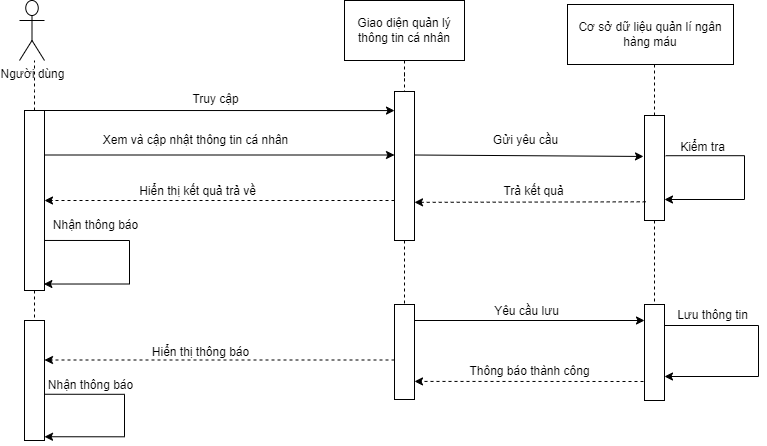 Giao diện quản lý
thông tin cá nhân
Cơ sở dữ liệu quản lí ngân
hàng máu
Người dùng
Truy cập
Xem và cập nhật thông tin cá nhân
Gửi yêu cầu
Kiểm tra
Hiển thị kết quả trả về
Trả kết quả
Nhận thông báo
Yêu cầu lưu
Lưu thông tin
Hiển thị thông báo
Thông báo thành công
Nhận thông báo